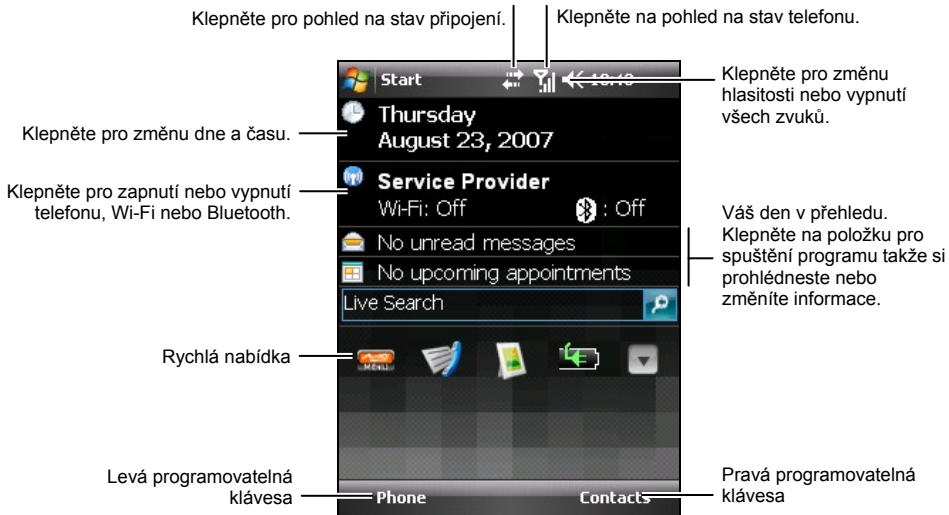 Klepněte pro pohled na stav připojení.
Klepněte na pohled na stav telefonu.
Start
Klepněte pro změnu
hlasitosti nebo vypnutí
všech zvuků.
Klepněte pro změnu dne a času.
Thursday
August 23, 2007
Klepněte pro zapnutí nebo vypnutí
telefonu, Wi-Fi nebo Bluetooth.
Service Provider
Wi-Fi: Off
: Off
No unread messages
No upcoming appointments
Váš den v přehledu.
Klepněte na položku pro
spuštění programu takže si
prohlédneste nebo
změníte informace.
Live Search
Rychlá nabídka
MENU
Levá programovatelná
klávesa
Phone
Contacts
Pravá programovatelná
klávesa